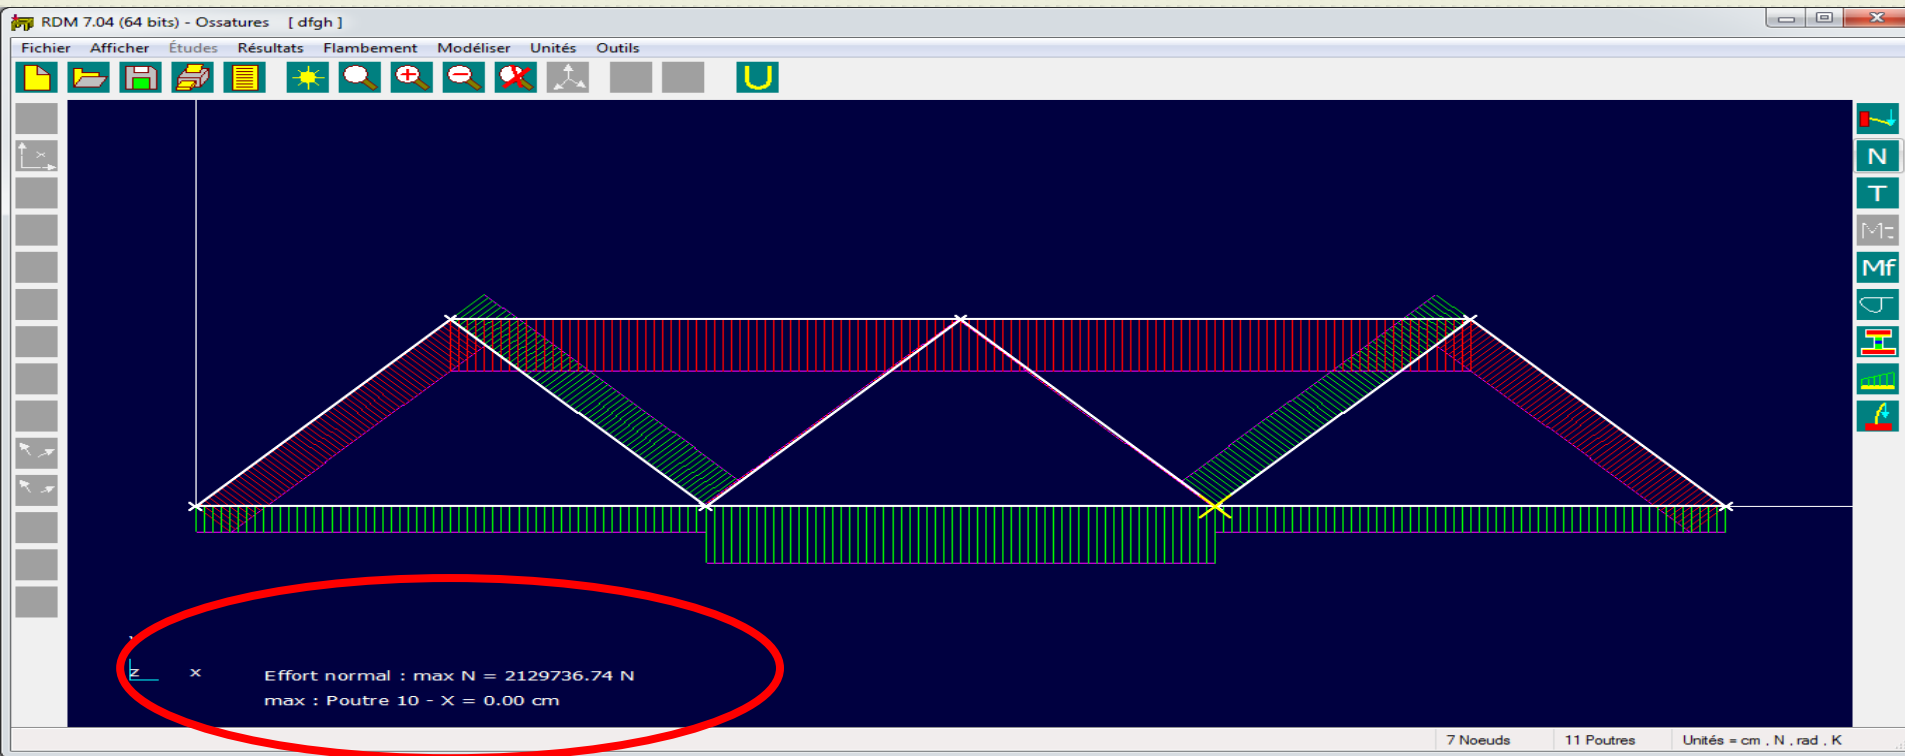 RDM 7.04 (64 bits) - Ossatures [ dfgh ]
Fichier Afficher Études Résultats Flambement Modéliser Unités Outils
U
N
T
Mz
Mf
z x
Effort normal : max N = 2129736.74 N
max : Poutre 10 - X = 0.00 cm
7 Noeuds 11 Poutres Unités = cm , N , rad , K